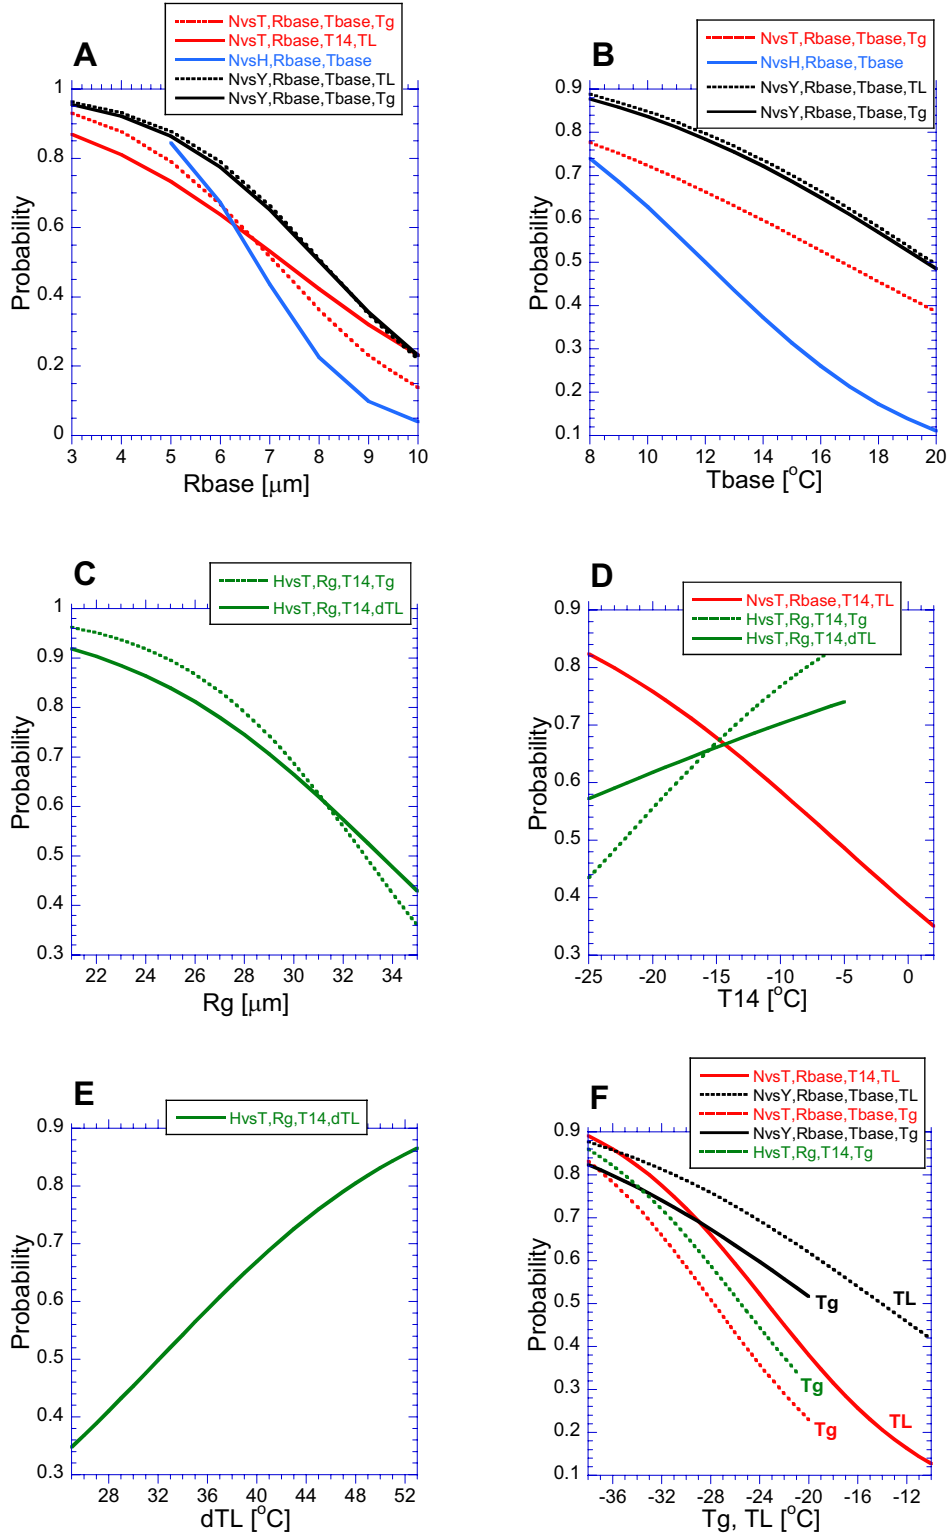 A
NvsT,Rbase,Tbase,Tg
NvsT,Rbase,T14,TL
NvsH,Rbase,Tbase
NvsY,Rbase,Tbase,TL
NvsY,Rbase,Tbase,Tg
1
0.8
0.6
0.4
0.2
0
Probability
3 4 5 6 7 8 9 10
Rbase [μm]
B
NvsT,Rbase,Tbase,Tg
NvsH,Rbase,Tbase
NvsY,Rbase,Tbase,TL
NvsY,Rbase,Tbase,Tg
0.9
0.8
0.7
0.6
0.5
0.4
0.3
0.2
0.1
Probability
8 10 12 14 16 18 20
Tbase [°C]
C
HvsT,Rg,T14,Tg
HvsT,Rg,T14,dTL
1
0.9
0.8
0.7
0.6
0.5
0.4
0.3
Probability
22 24 26 28 30 32 34
Rg [μm]
D
NvsT,Rbase,T14,TL
HvsT,Rg,T14,Tg
HvsT,Rg,T14,dTL
0.9
0.8
0.7
0.6
0.5
0.4
0.3
Probability
-25 -20 -15 -10 -5 0
T14 [°C]
E
HvsT,Rg,T14,dTL
0.9
0.8
0.7
0.6
0.5
0.4
0.3
Probability
28 32 36 40 44 48 52
dTL [°C]
F
NvsT,Rbase,T14,TL
NvsY,Rbase,Tbase,TL
NvsT,Rbase,Tbase,Tg
NvsY,Rbase,Tbase,Tg
HvsT,Rg,T14,Tg
0.9
0.8
0.7
0.6
0.5
0.4
0.3
0.2
0.1
Probability
Tg
TL
Tg
Tg
TL
-36 -32 -28 -24 -20 -16 -12
Tg, TL [°C]